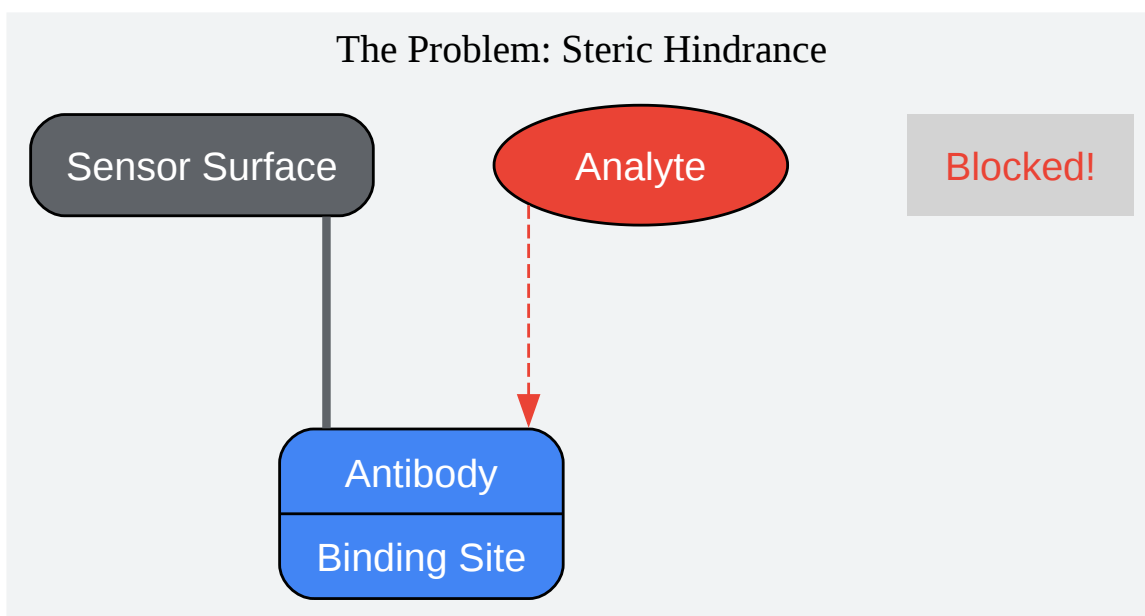 The Problem: Steric Hindrance
Sensor Surface
Analyte
Blocked!
Antibody
Binding Site